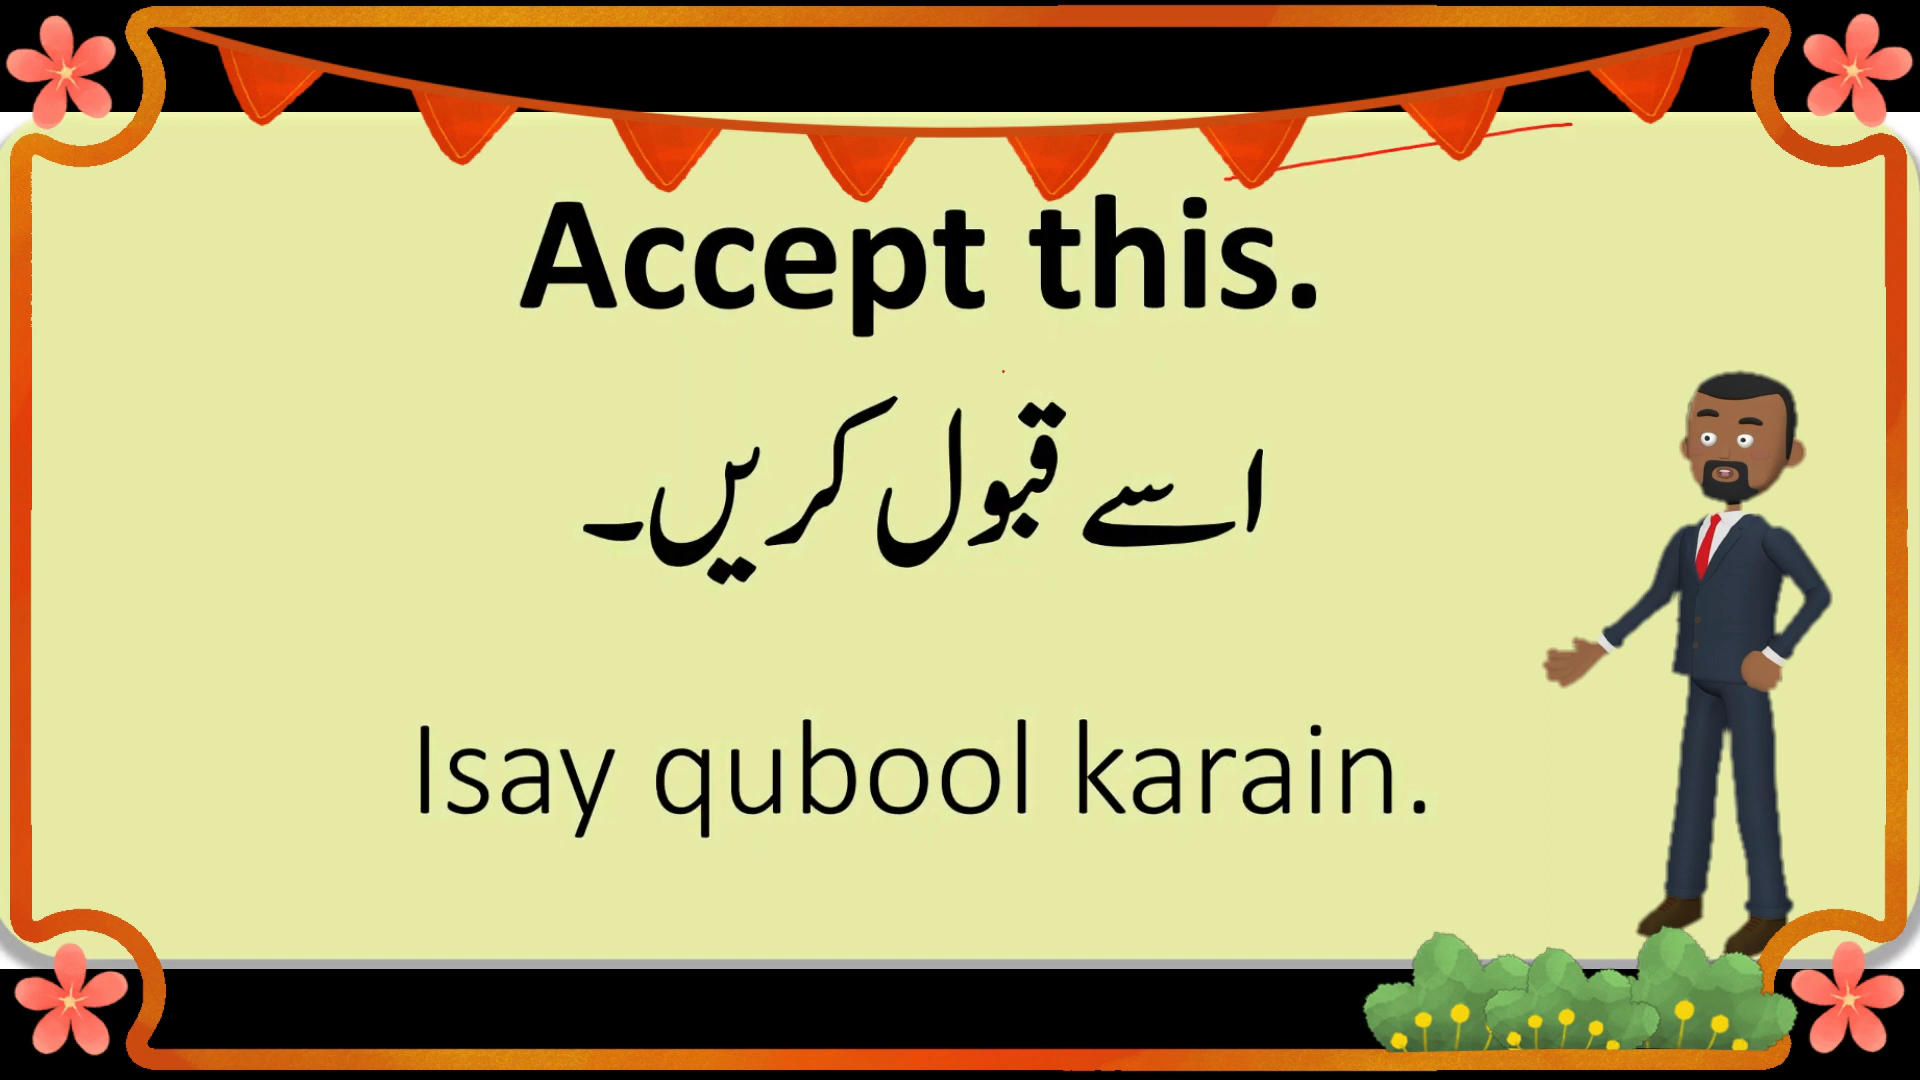 Accept this.
اسے قبول کریں۔
Isay qubool karain.